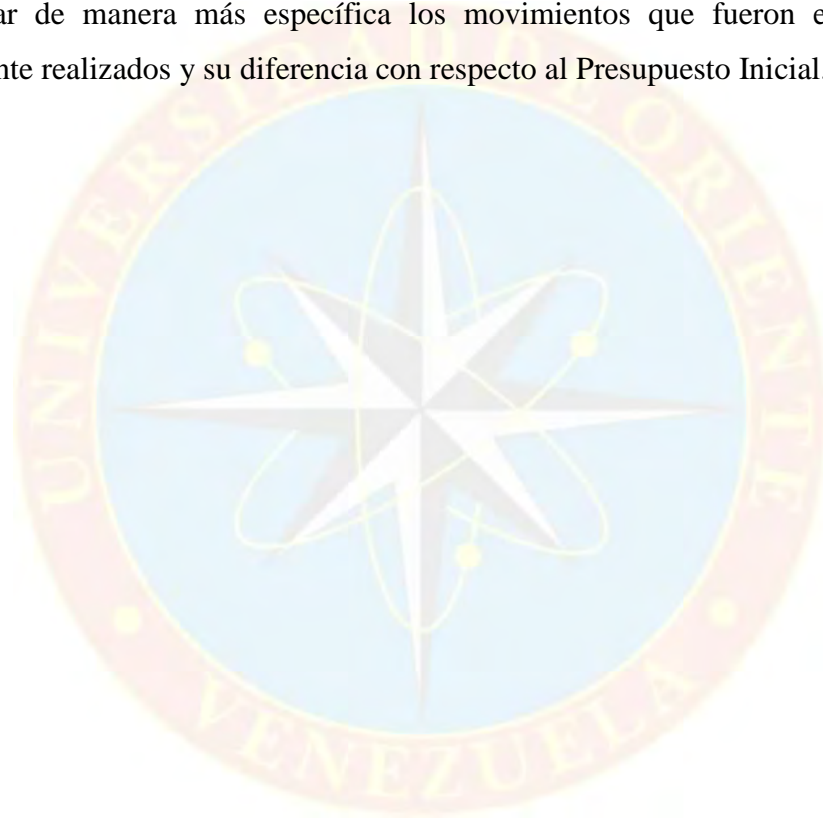 ar de manera más específica los movimientos que fueron e
nte realizados y su diferencia con respecto al Presupuesto Inicial.
UNIVERSIDAD DE ORIENTE
VENEZUELA